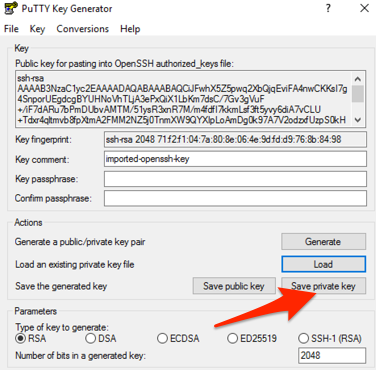 PuTTY Key Generator
File Key Conversions Help
Key
Public key for pasting into OpenSSH authorized_keys file:
ssh-rsa
AAAAB3NzaC1yc2EAAAADAQABAAABAQCiJFwhX5Z5pwq2XbQjqEviFA4nwCKKsI7g
4SnporUEgdcgBYUHNoVhTLjA3ePxQiX1LbKm7dsC/7Gv3gVuF
+/iF7dARu7bPmDUbvAMTM/51ysR3xnR7M/m4fdfI7kkmLsf3ft5yvy6diA7vCLU
+Tdxr4qltmvb8fpXtmA2FMM2NZ5j0TnmXW9QYXlpLoAmDg0k97A7V2odzxfUzpS0kH
Key fingerprint: ssh-rsa 2048 71:f2:f1:04:7a:80:8e:06:4e:9d:fd:d9:76:8b:84:98
Key comment: imported-openssh-key
Key passphrase:
Confirm passphrase:
Actions
Generate a public/private key pair Generate
Load an existing private key file Load
Save the generated key Save public key Save private key
Parameters
Type of key to generate:
RSA DSA ECDSA ED25519 SSH-1 (RSA)
Number of bits in a generated key: 2048